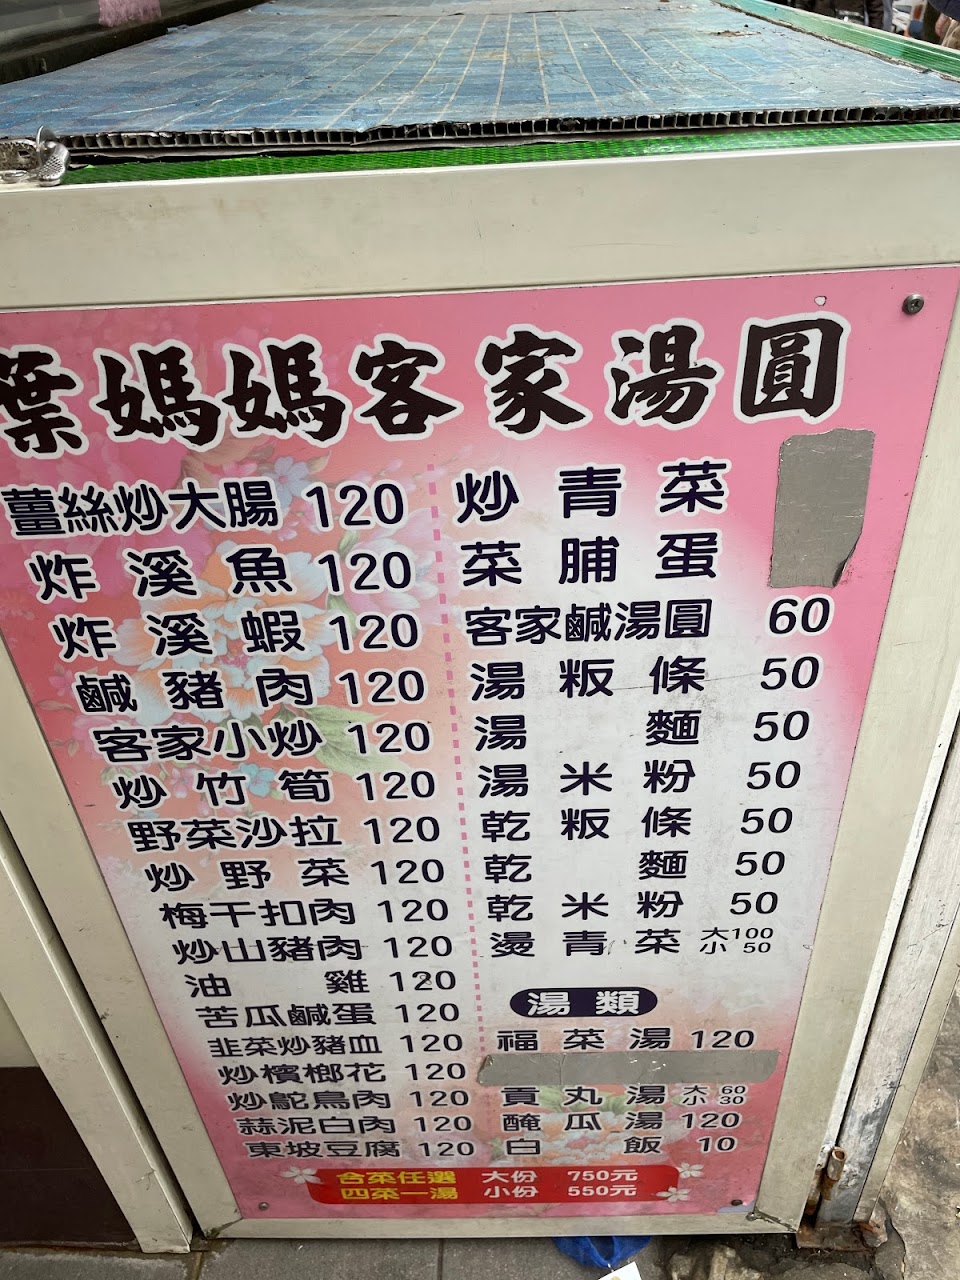 葉媽媽客家湯圓
薑絲炒大腸 120
炸溪魚 120
炸溪蝦 120
鹹豬肉 120
客家小炒 120
炒竹筍 120
野菜沙拉 120
炒野菜 120
梅干扣肉 120
炒山豬肉 120
油雞 120
苦瓜鹹蛋 120
韭菜炒豬血 120
炒檳榔花 120
炒鴕鳥肉 120
蒜泥白肉 120
東坡豆腐 120
炒青菜
菜脯蛋
客家鹹湯圓 60
湯粄條 50
湯麵 50
湯米粉 50
乾粄條 50
乾麵 50
乾米粉 50
燙青菜 大100 小50
湯類
福菜湯 120
貢丸湯 大60 小30
醃瓜湯 120
白飯 10
合菜任選 大份 750元
四菜一湯 小份 550元